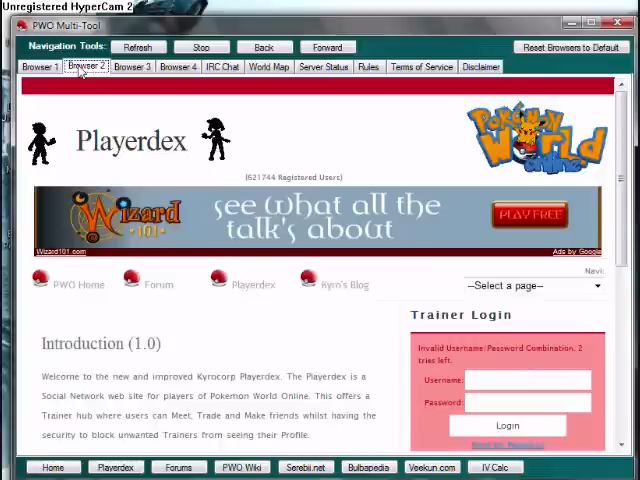 Unregistered HyperCam 2
PWO Multi-Tool
Navigation Tools: Refresh Stop Back Forward Reset Browsers to Default
Browser 1 Browser 2 Browser 3 Browser 4 IRC Chat World Map Server Status Rules Terms of Service Disclaimer
Playerdex
POKéMON World online
(621744 Registered Users)
Wizard 101 see what all the talk's about PLAY FREE
Wizard101.com Ads by Google
Navi:
PWO Home Forum Playerdex Kyro's Blog --Select a page--
Trainer Login
Introduction (1.0)
Invalid Username/Password Combination. 2
tries left.
Welcome to the new and improved Kyrocorp Playerdex. The Playerdex is a
Social Network web site for players of Pokemon World Online. This offers a
Trainer hub where users can Meet, Trade and Make friends whilst having the
security to block unwanted Trainers from seeing their Profile.
Username:
Password:
Login
Home Playerdex Forums PWO Wiki Serebii.net Bulbapedia Veekun.com IV Calc